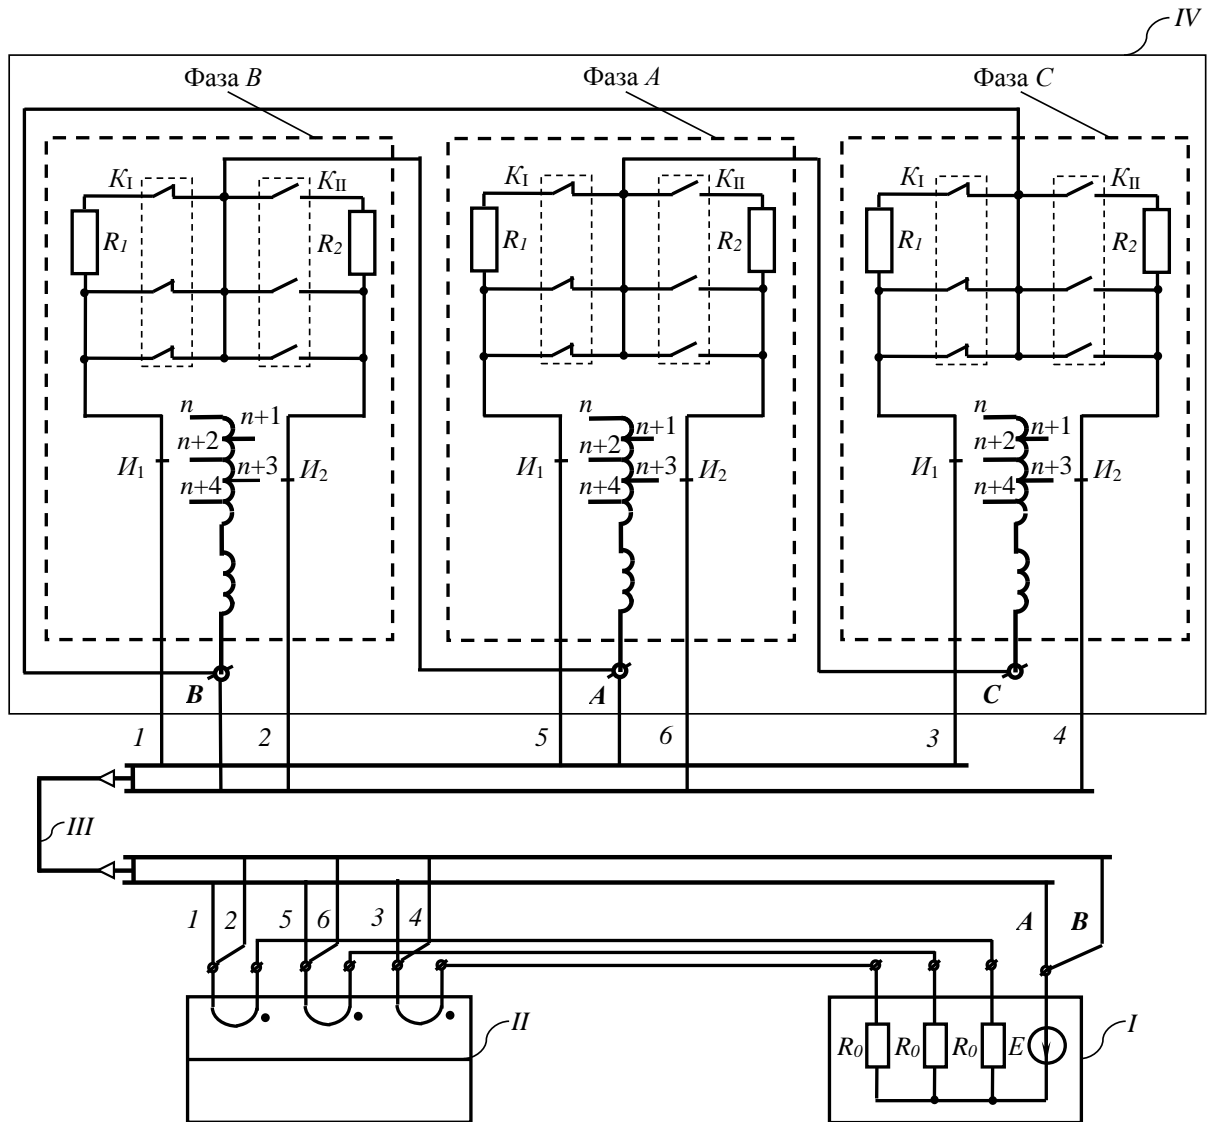 IV
Фаза B Фаза A Фаза C
KI KII KI KII KI KII
R1 R2 R1 R2 R1 R2
n n n
n+1 n+1 n+1
n+2 n+2 n+2
И1 n+3 И2 И1 n+3 И2 И1 n+3 И2
n+4 n+4 n+4
B A C
1 2 5 6 3 4
III
1 2 5 6 3 4 A B
II I
R0 R0 R0 E